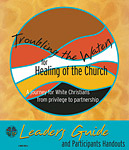 Troubling the Waters
for
Healing of the Church
A journey for White Christians
from privilege to partnership
Leaders Guide
and Participants Handouts